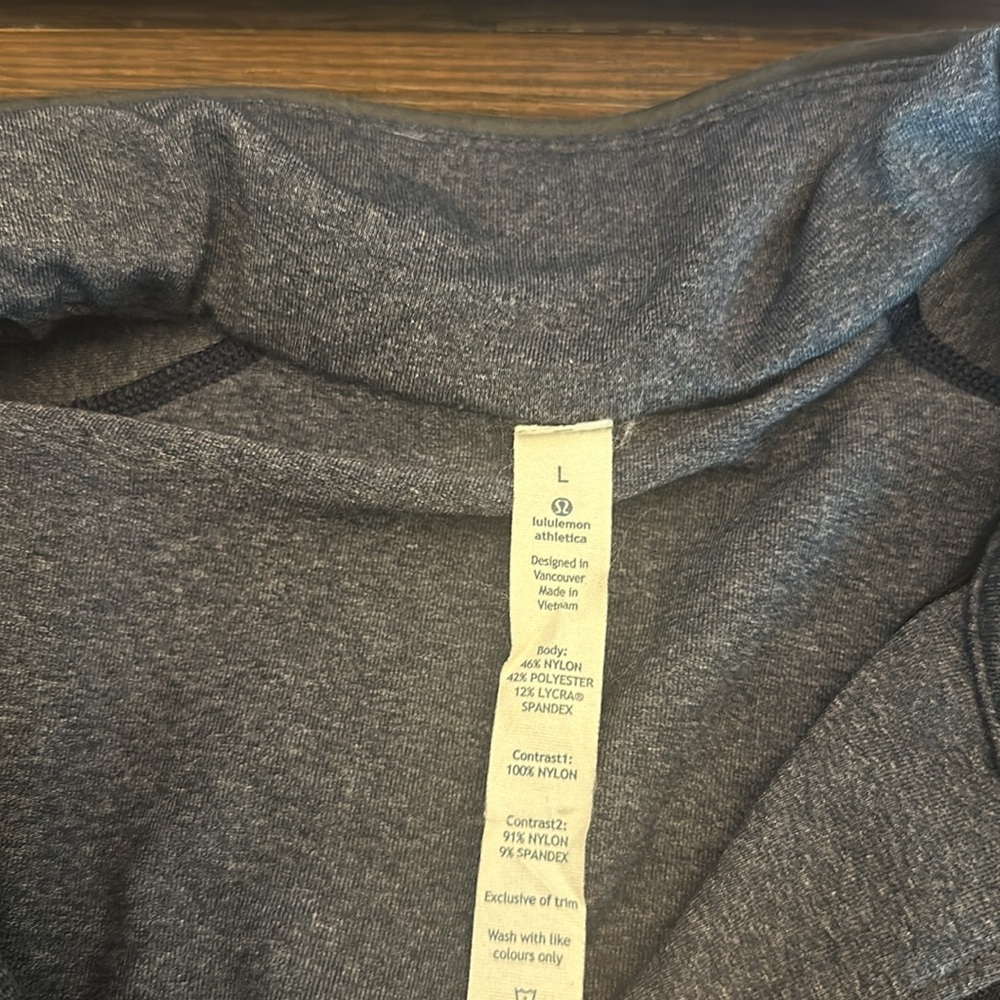 L
lululemon
athletica
Designed in
Vancouver
Made in
Vietnam
Body:
46% NYLON
42% POLYESTER
12% LYCRA®
SPANDEX
Contrast1:
100% NYLON
Contrast2:
91% NYLON
9% SPANDEX
Exclusive of trim
Wash with like
colours only